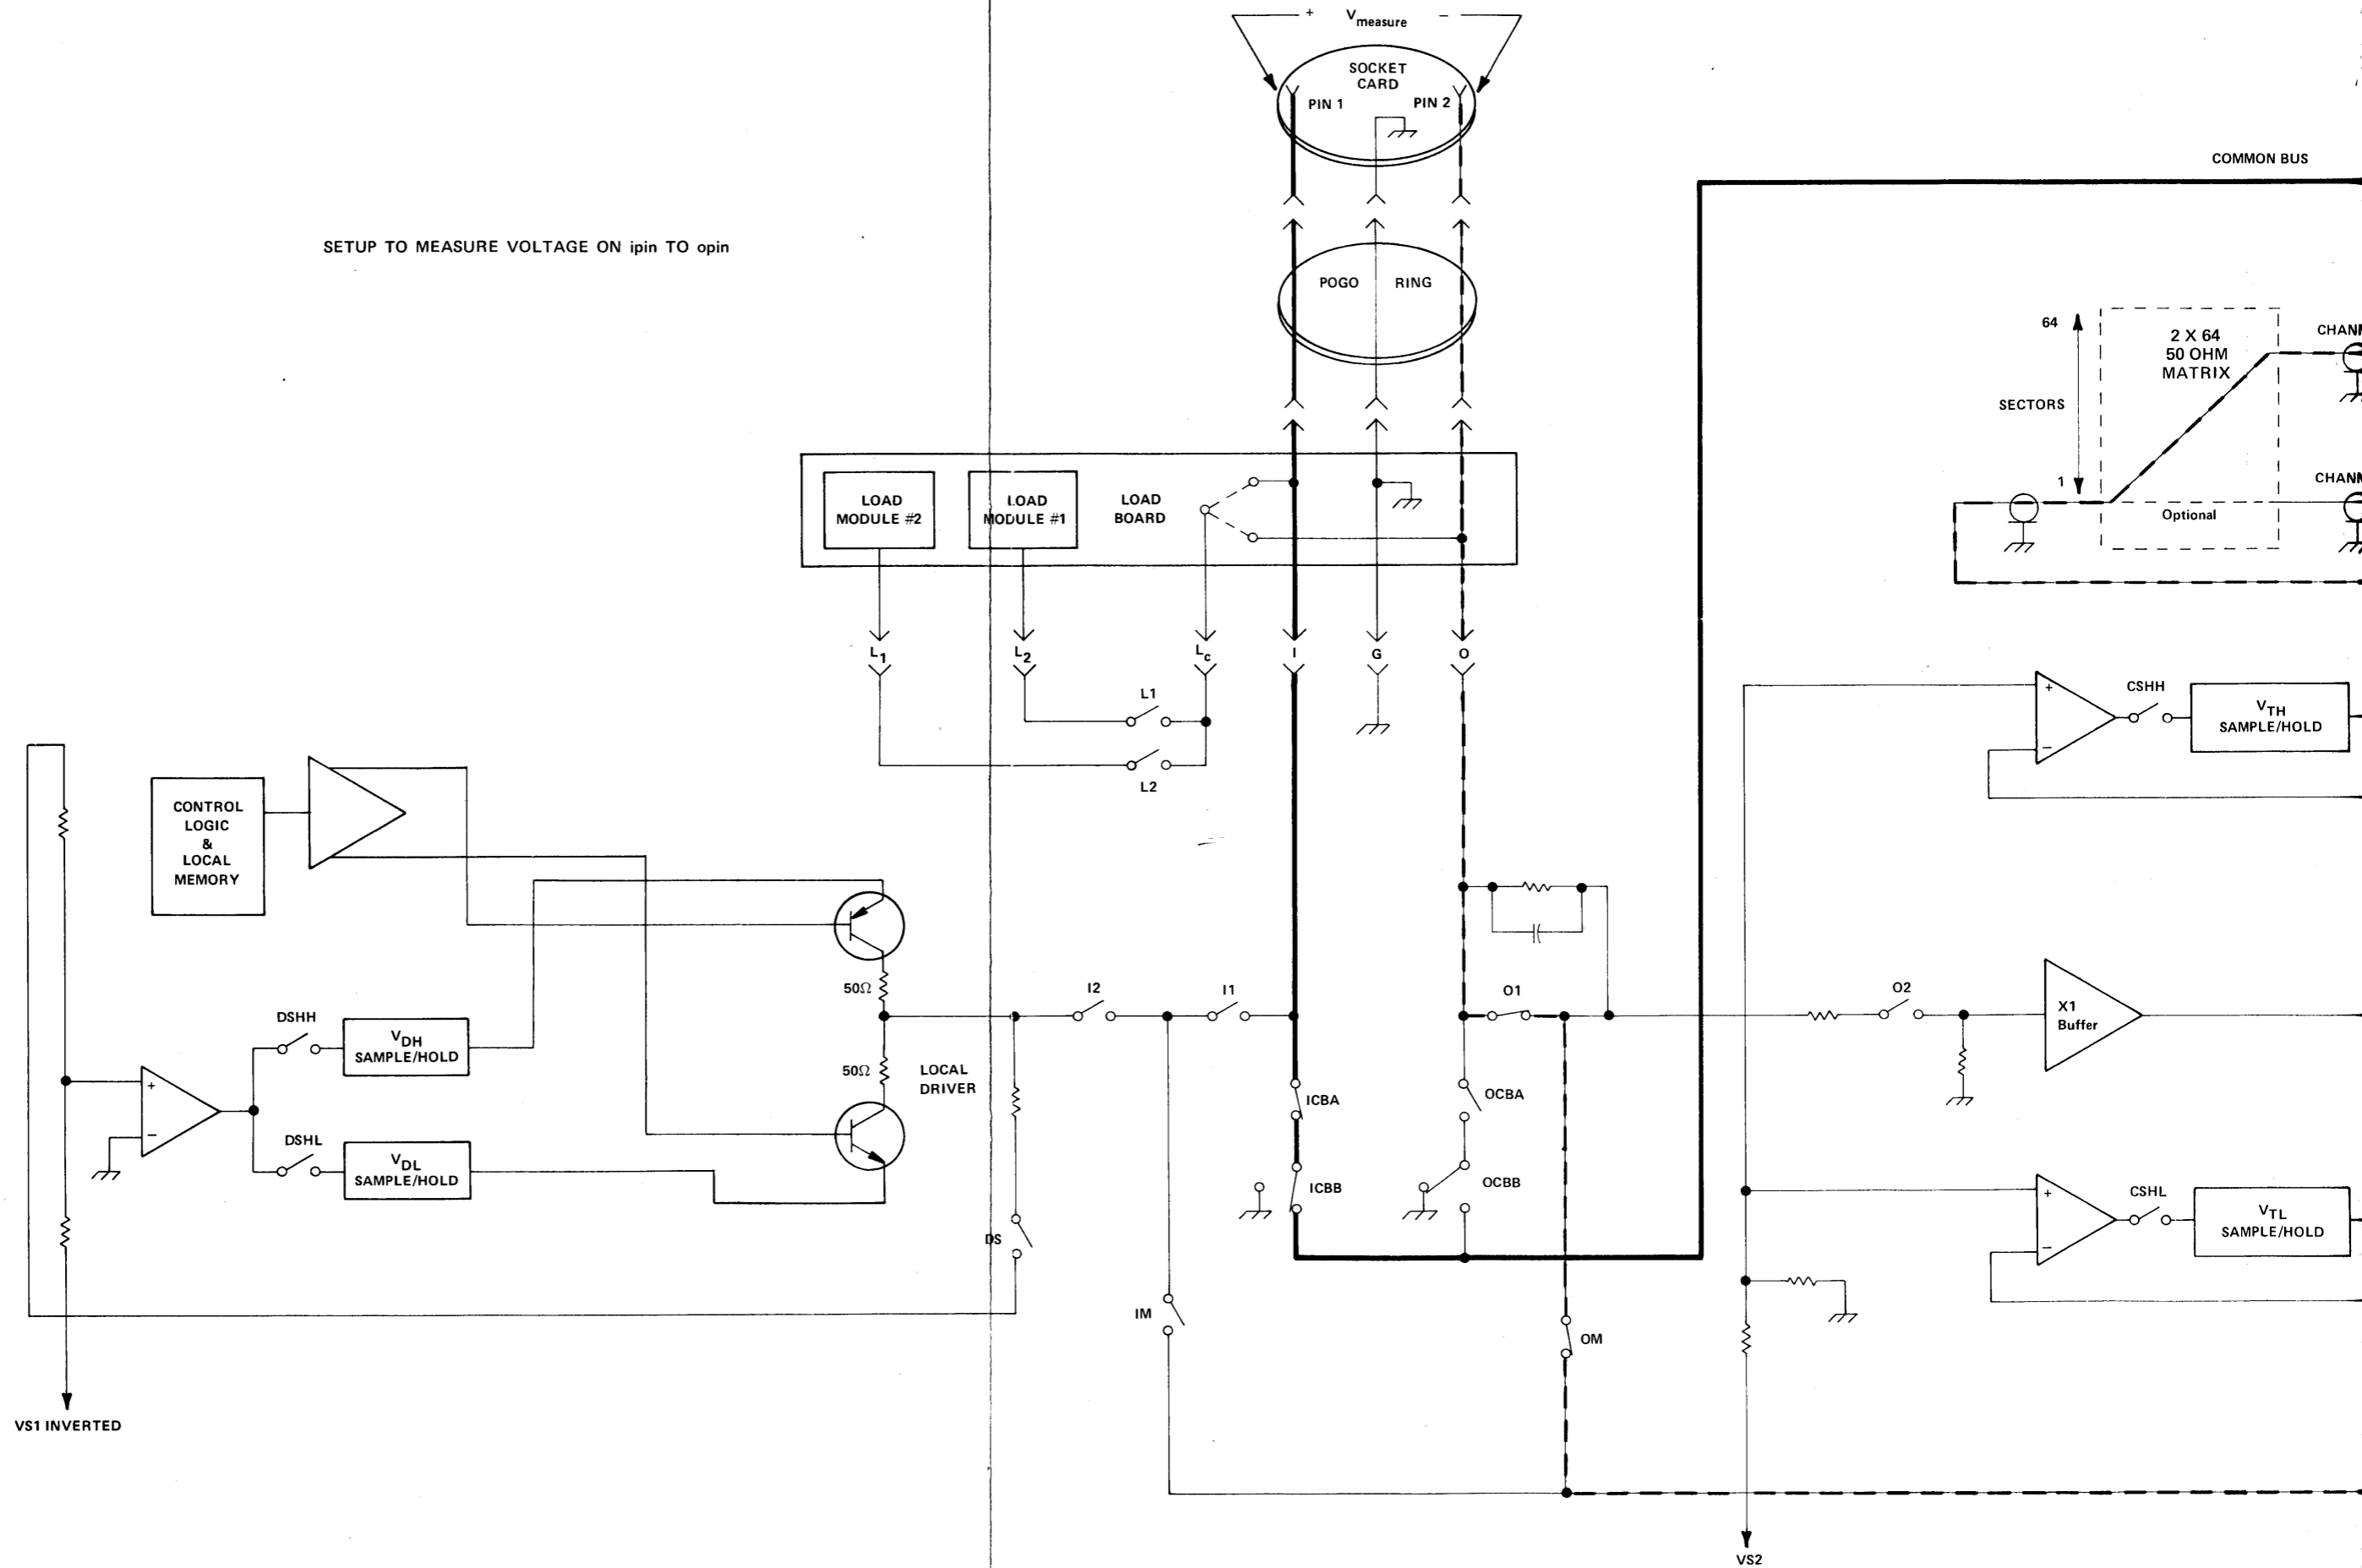 + Vmeasure −
SOCKET
CARD
PIN 1
PIN 2
COMMON BUS
SETUP TO MEASURE VOLTAGE ON ipin TO opin
POGO RING
64
2 X 64
50 OHM
MATRIX
SECTORS
1
Optional
CHANN
CHANN
LOAD
MODULE #2
LOAD
MODULE #1
LOAD
BOARD
L1
L2
Lc
I
G
O
L1
L2
+
−
CSHH
VTH
SAMPLE/HOLD
CONTROL
LOGIC
&
LOCAL
MEMORY
50Ω
50Ω
LOCAL
DRIVER
DSHH
VDH
SAMPLE/HOLD
+
−
DSHL
VDL
SAMPLE/HOLD
I2
I1
O1
O2
X1
Buffer
ICBA
OCBA
ICBB
OCBB
DS
IM
OM
+
−
CSHL
VTL
SAMPLE/HOLD
VS1 INVERTED
VS2